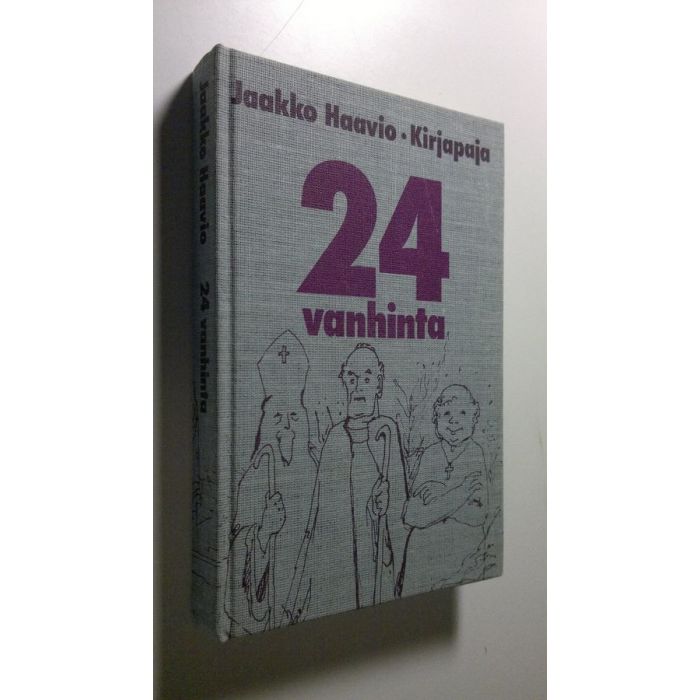 Jaakko Haavio • Kirjapaja
24
vanhinta
Jaakko Haavio 24 vanhinta